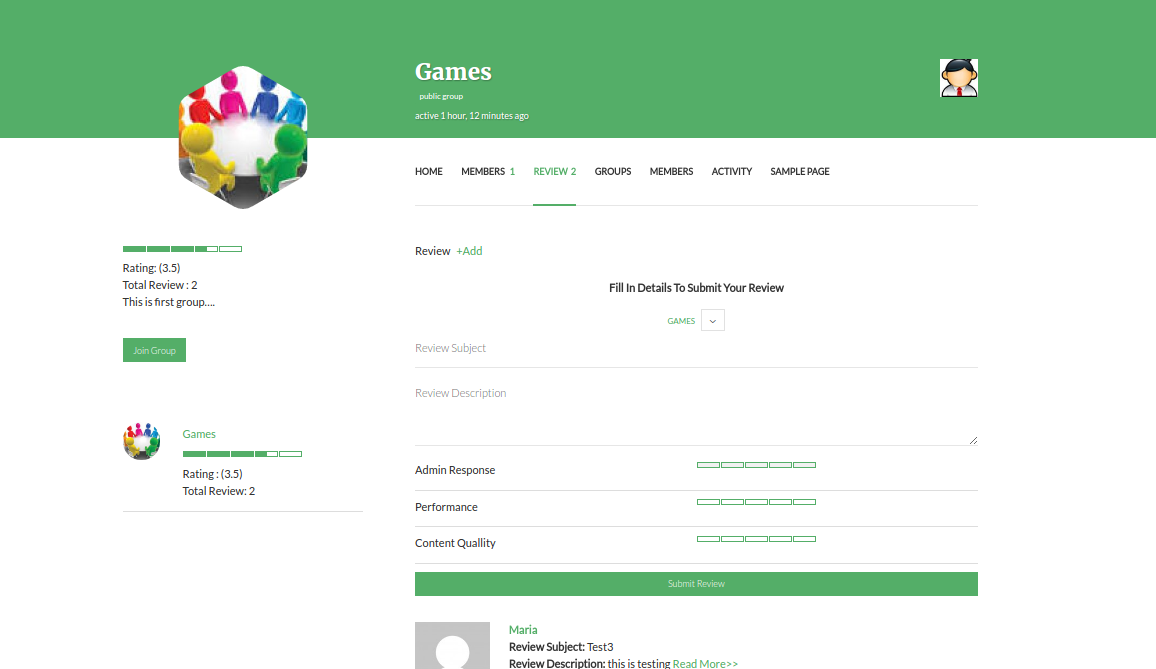 Games
public group
active 1 hour, 12 minutes ago
HOME MEMBERS 1 REVIEW 2 GROUPS MEMBERS ACTIVITY SAMPLE PAGE
Rating: (3.5)
Total Review : 2
This is first group....
Join Group
Games
Rating : (3.5)
Total Review: 2
Review +Add
Fill In Details To Submit Your Review
GAMES
Review Subject
Review Description
Admin Response
Performance
Content Quallity
Submit Review
Maria
Review Subject: Test3
Review Description: this is testing Read More>>